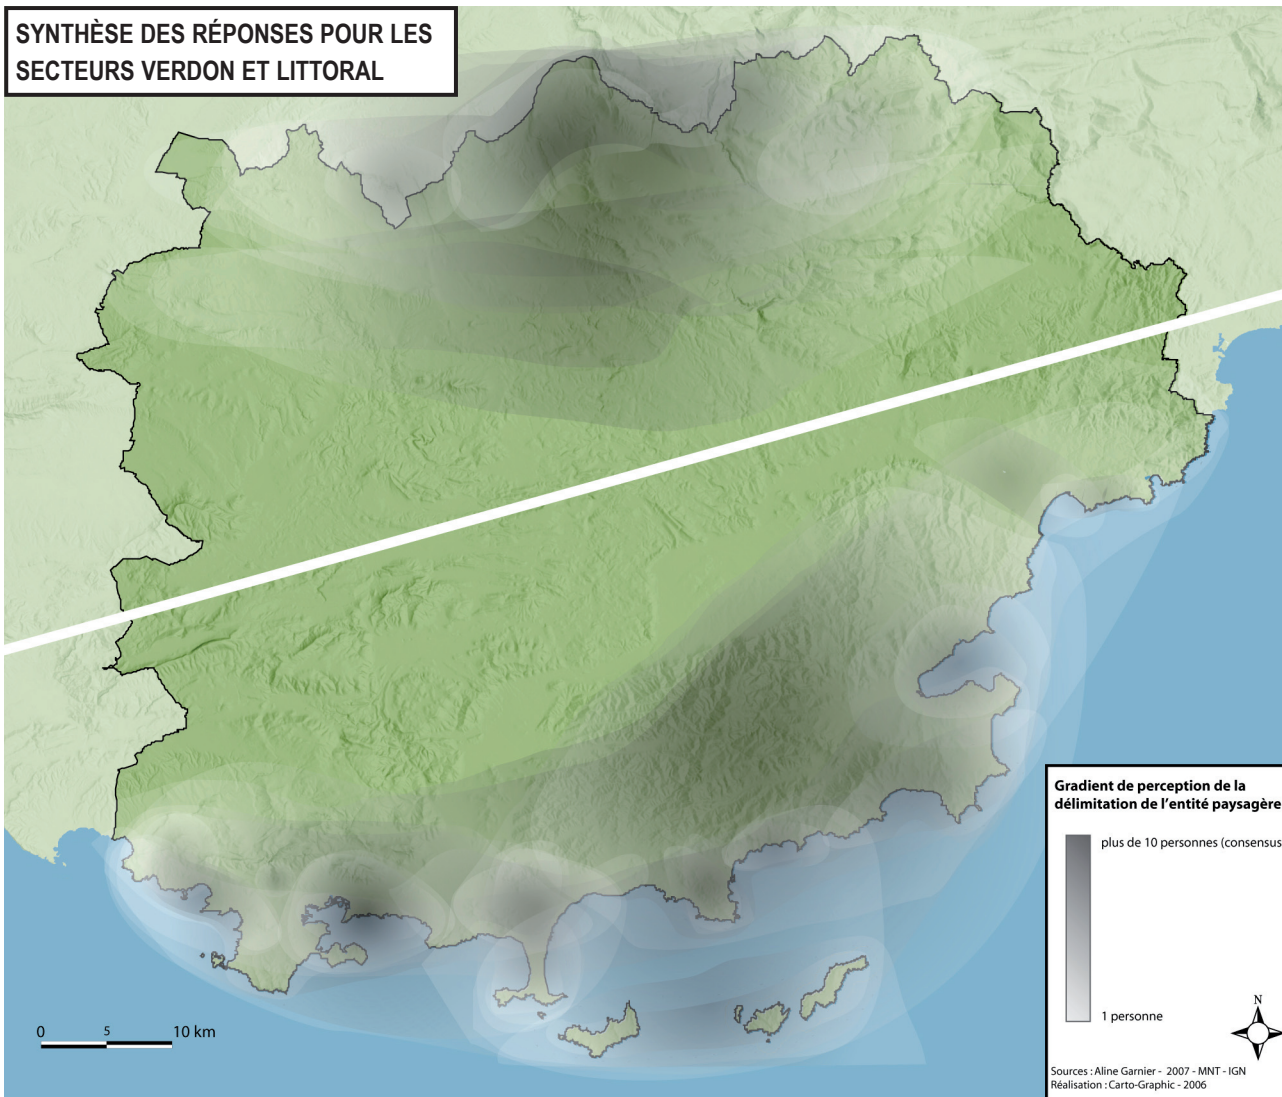 SYNTHÈSE DES RÉPONSES POUR LES
SECTEURS VERDON ET LITTORAL
Gradient de perception de la
délimitation de l'entité paysagère
plus de 10 personnes (consensus
1 personne
N
0 5 10 km
Sources : Aline Garnier - 2007 - MNT - IGN
Réalisation : Carto-Graphic - 2006